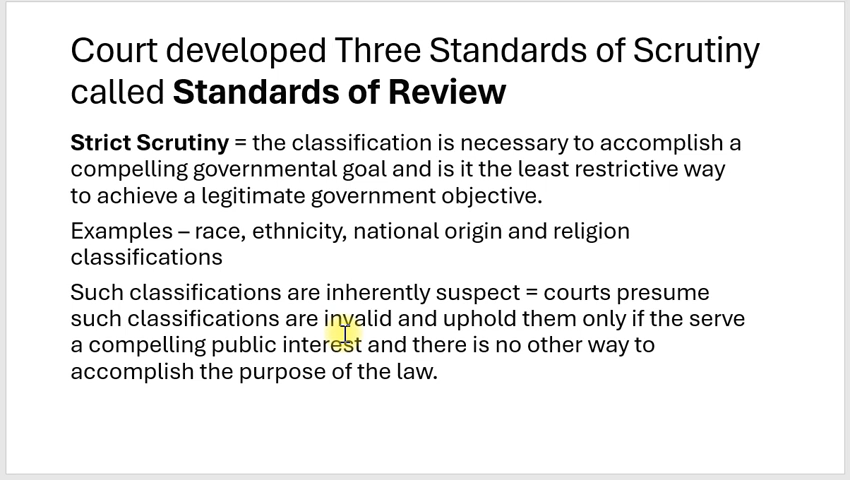 Court developed Three Standards of Scrutiny
called Standards of Review
Strict Scrutiny = the classification is necessary to accomplish a
compelling governmental goal and is it the least restrictive way
to achieve a legitimate government objective.
Examples – race, ethnicity, national origin and religion
classifications
Such classifications are inherently suspect = courts presume
such classifications are invalid and uphold them only if the serve
a compelling public interest and there is no other way to
accomplish the purpose of the law.